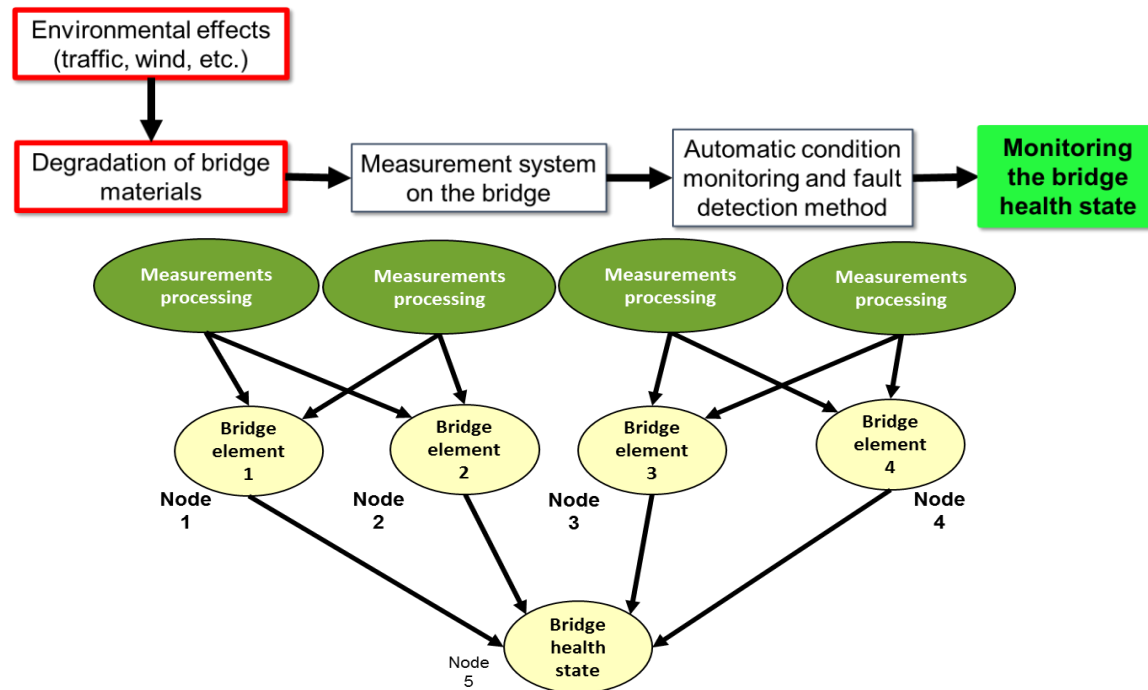 Environmental effects
(traffic, wind, etc.)
Degradation of bridge
materials
Measurement system
on the bridge
Automatic condition
monitoring and fault
detection method
Monitoring
the bridge
health state
Measurements
processing
Measurements
processing
Measurements
processing
Measurements
processing
Bridge
element
1
Bridge
element
2
Bridge
element
3
Bridge
element
4
Node
1
Node
2
Node
3
Node
4
Bridge
health
state
Node
5